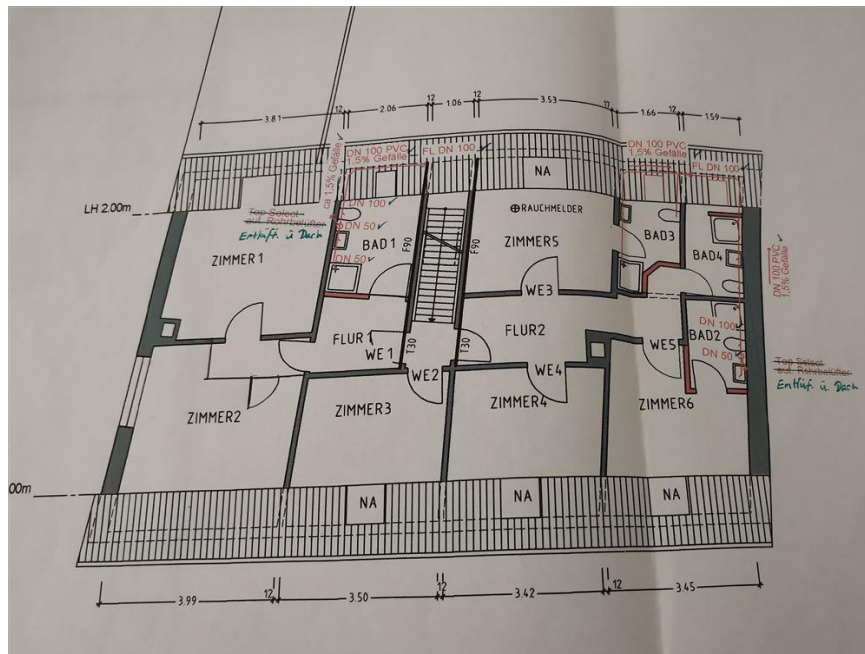 3.81
12
2.06
12
1.06
12
3.53
12
1.66
12
1.59
DN 100 PVC ✓
1,5% Gefälle
FL DN 100 ✓
DN 100 PVC
1,5% Gefälle ✓
FL DN 100 ✓
ca 1,5% Gefälle ✓
LH 2.00m
Top Select
auf. Rohrbelüfter
Entlüft. ü Dach
DN 100 ✓
DN 50 ✓
DN 50 ✓
BAD 1
F90
F90
NA
RAUCHMELDER
ZIMMER5
BAD3
BAD4
DN 100 PVC ✓
1,5% Gefälle
ZIMMER1
WE3
FLUR 1
WE 1
T30
T30
FLUR2
WE2
WE4
WE5
DN 100 ✓
BAD2
DN 50 ✓
Top Select
auf. Rohrbelüfter
Entlüf. ü. Dach
ZIMMER2
ZIMMER3
ZIMMER4
ZIMMER6
00m
NA
NA
NA
3.99
12
3.50
12
3.42
12
3.45